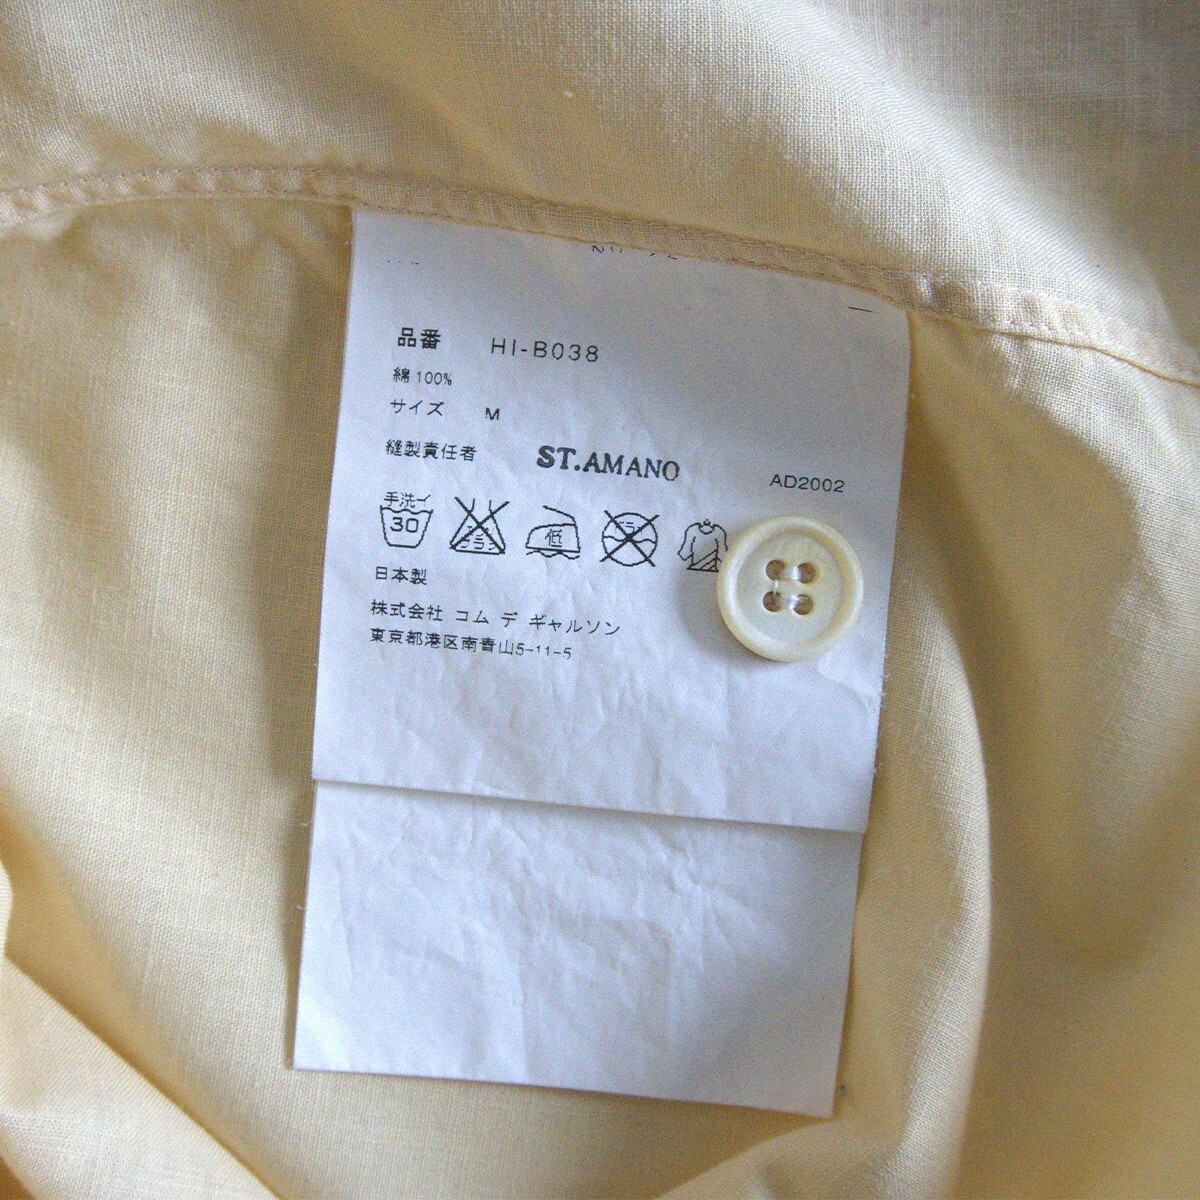 品番 HI-B038
綿 100%
サイズ M
縫製責任者 ST.AMANO AD2002
手洗イ
30
低
日本製
株式会社 コム デ ギャルソン
東京都港区南青山5-11-5